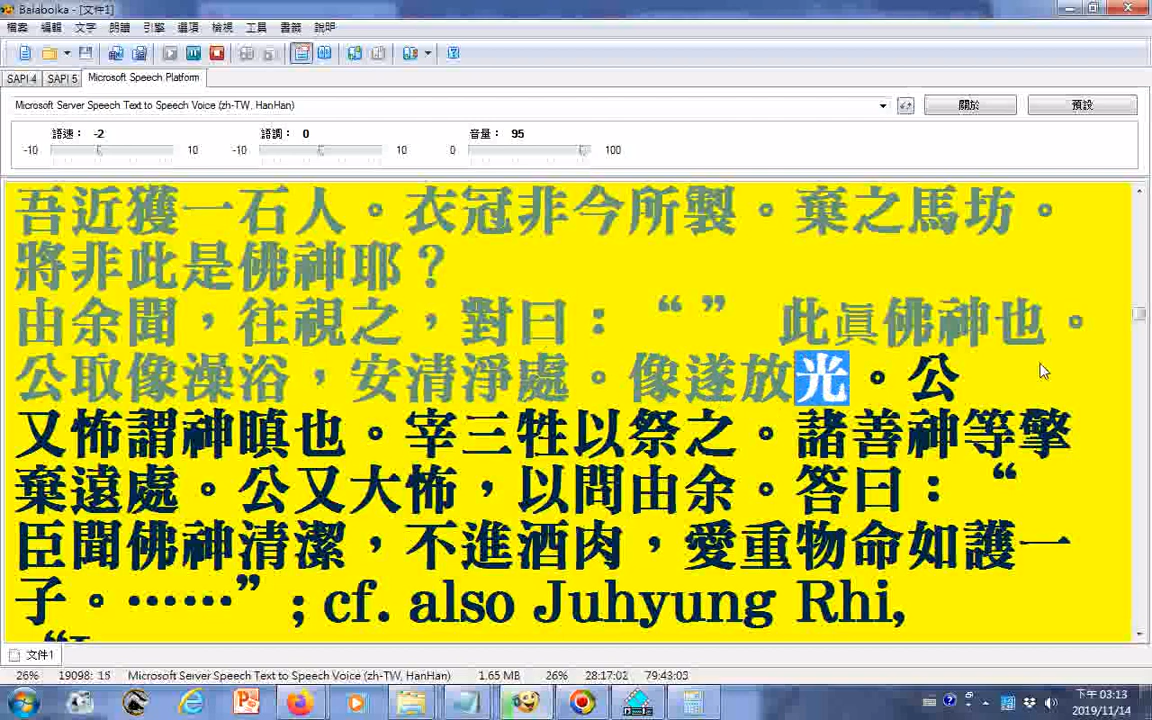 Balabolka - [文件1]
檔案 編輯 文字 朗讀 引擎 選項 檢視 工具 書籤 說明
SAPI 4 SAPI 5 Microsoft Speech Platform
Microsoft Server Speech Text to Speech Voice (zh-TW, HanHan) 關於 預設
語速： -2 語調： 0 音量： 95
-10 10 -10 10 0 100
吾近獲一石人。衣冠非今所製。棄之馬坊。
將非此是佛神耶？
由余聞，往視之，對曰：“ ” 此眞佛神也。
公取像澡浴，安清淨處。像遂放光。公
又怖謂神瞋也。宰三牲以祭之。諸善神等擎
棄遠處。公又大怖，以問由余。答曰：“
臣聞佛神清潔，不進酒肉，愛重物命如護一
子。……”; cf. also Juhyung Rhi,
文件1
26% 19098: 15 Microsoft Server Speech Text to Speech Voice (zh-TW, HanHan) 1.65 MB 26% 28:17:02 79:43:03
下午 03:13
2019/11/14